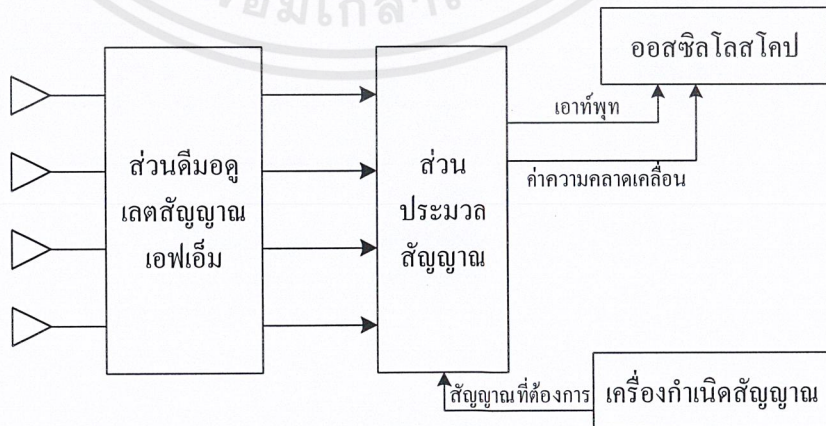 ออสซิลโลสโคป
เอาท์พุท
ส่วนดีมอดู
เลตสัญญาณ
เอฟเอ็ม
ส่วน
ประมวล
สัญญาณ
ค่าความคลาดเคลื่อน
สัญญาณที่ต้องการ
เครื่องกำเนิดสัญญาณ